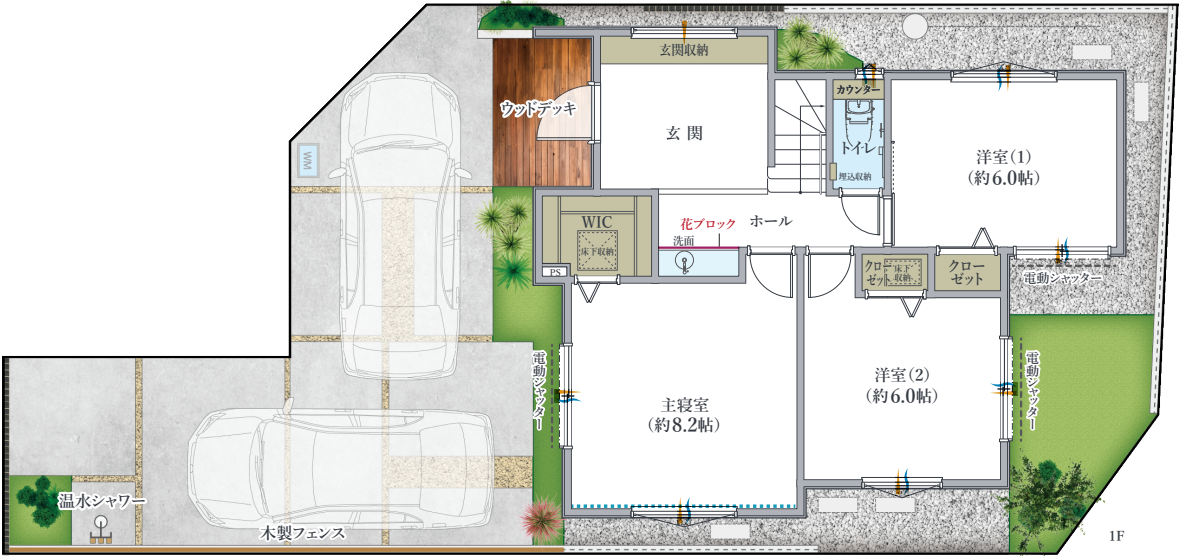 玄関収納
ウッドデッキ
玄 関
カウンター
トイレ
埋込収納
洋室(1)
(約6.0帖)
WM
WIC
床下収納
PS
花ブロック
洗面
ホール
クロー
ゼット
床下
収納
クロー
ゼット
電動シャッター
電動シャッター
主寝室
(約8.2帖)
洋室(2)
(約6.0帖)
電動シャッター
温水シャワー
木製フェンス
1F